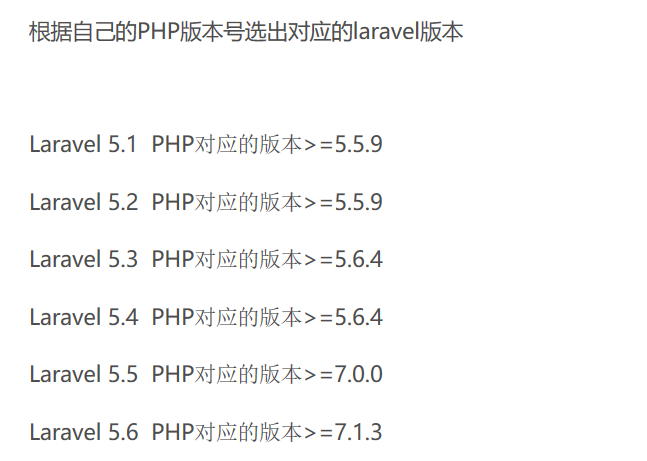 根据自己的PHP版本号选出对应的laravel版本
Laravel 5.1  PHP对应的版本>=5.5.9
Laravel 5.2  PHP对应的版本>=5.5.9
Laravel 5.3  PHP对应的版本>=5.6.4
Laravel 5.4  PHP对应的版本>=5.6.4
Laravel 5.5  PHP对应的版本>=7.0.0
Laravel 5.6  PHP对应的版本>=7.1.3